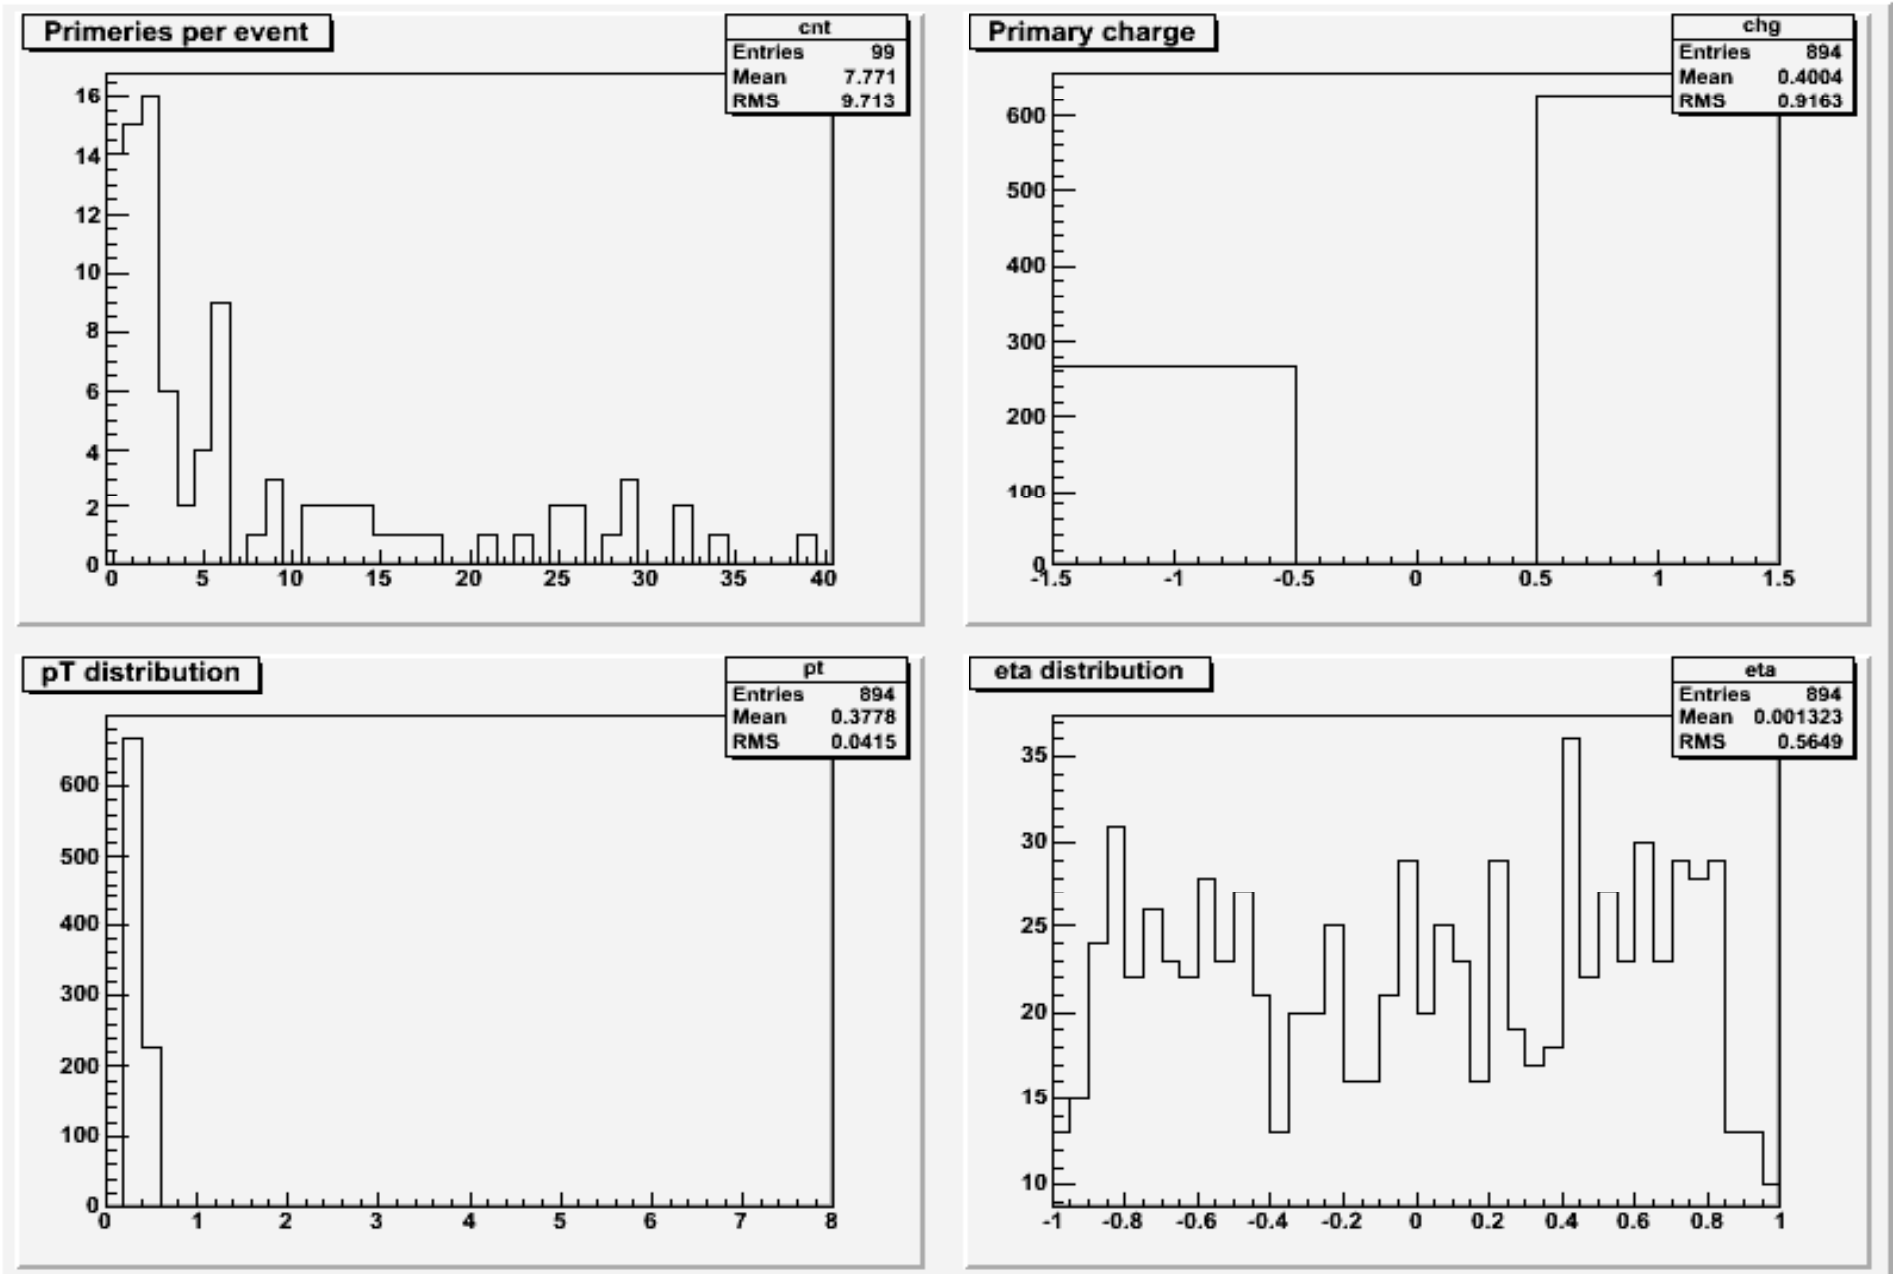 Primeries per event
cnt
Entries 99
Mean 7.771
RMS 9.713
16
14
12
10
8
6
4
2
0
0 5 10 15 20 25 30 35 40
Primary charge
chg
Entries 894
Mean 0.4004
RMS 0.9163
600
500
400
300
200
100
0
-1.5 -1 -0.5 0 0.5 1 1.5
pT distribution
pt
Entries 894
Mean 0.3778
RMS 0.0415
600
500
400
300
200
100
0
0 1 2 3 4 5 6 7 8
eta distribution
eta
Entries 894
Mean 0.001323
RMS 0.5649
35
30
25
20
15
10
-1 -0.8 -0.6 -0.4 -0.2 0 0.2 0.4 0.6 0.8 1